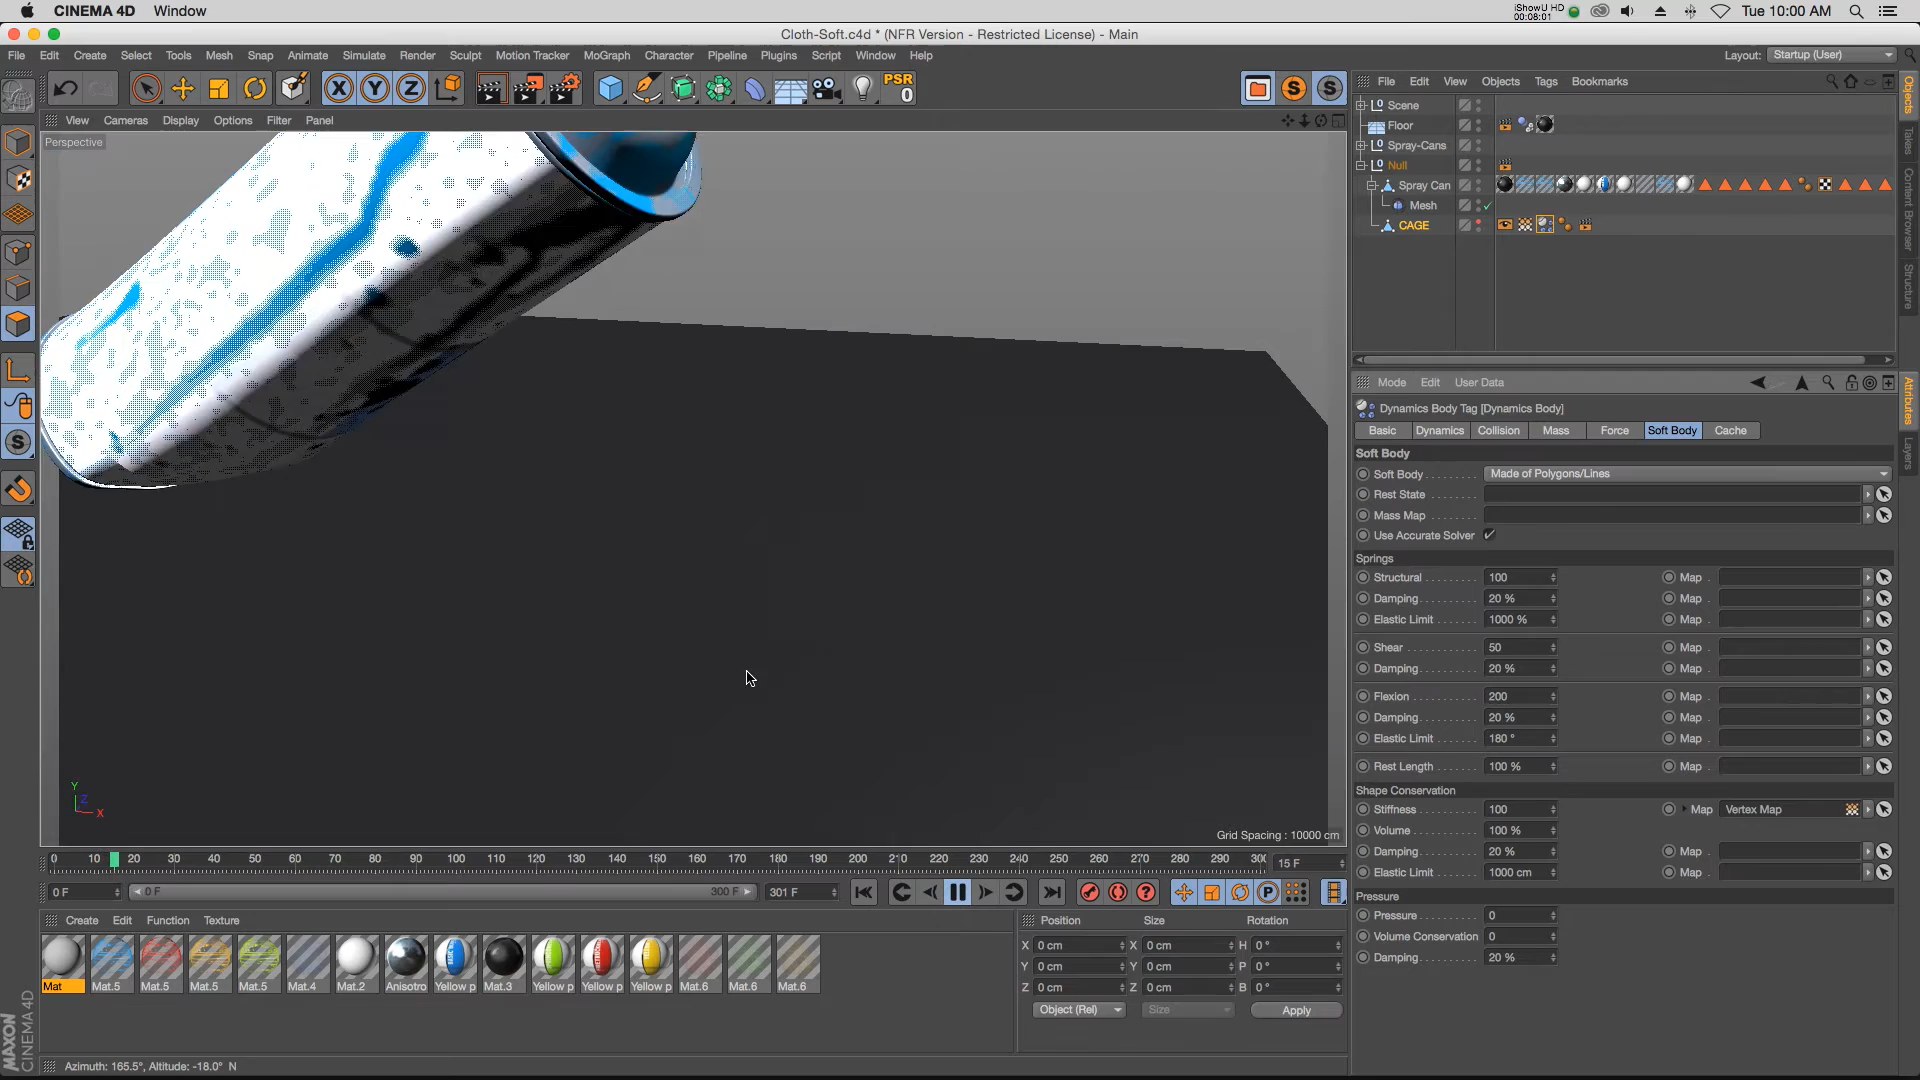 CINEMA 4D Window
iShowU HD
00:08:01
Tue 10:00 AM
Cloth-Soft.c4d * (NFR Version - Restricted License) - Main
File Edit Create Select Tools Mesh Snap Animate Simulate Render Sculpt Motion Tracker MoGraph Character Pipeline Plugins Script Window Help
Layout: Startup (User)
X Y Z PSR
0
File Edit View Objects Tags Bookmarks
View Cameras Display Options Filter Panel
Perspective
Scene
Floor
Spray-Cans
Null
Spray Can
Mesh
CAGE
Objects
Takes
Content Browser
Structure
Mode Edit User Data
Dynamics Body Tag [Dynamics Body]
Basic Dynamics Collision Mass Force Soft Body Cache
Attributes
Layers
Soft Body
Soft Body Made of Polygons/Lines
Rest State
Mass Map
Use Accurate Solver
Springs
Structural 100 Map
Damping 20 % Map
Elastic Limit 1000 % Map
Shear 50 Map
Damping 20 % Map
Flexion 200 Map
Damping 20 % Map
Elastic Limit 180 ° Map
Rest Length 100 % Map
Shape Conservation
Stiffness 100 Map Vertex Map
Volume 100 %
Damping 20 % Map
Elastic Limit 1000 cm Map
Pressure
Pressure 0
Volume Conservation 0
Damping 20 %
Y
Z
X
Grid Spacing : 10000 cm
0 10 20 30 40 50 60 70 80 90 100 110 120 130 140 150 160 170 180 190 200 210 220 230 240 250 260 270 280 290 300 15 F
0 F 0 F 300 F 301 F
Create Edit Function Texture
Mat Mat.5 Mat.5 Mat.5 Mat.5 Mat.4 Mat.2 Anisotro Yellow p Mat.3 Yellow p Yellow p Yellow p Mat.6 Mat.6 Mat.6
Position Size Rotation
X 0 cm X 0 cm H 0 °
Y 0 cm Y 0 cm P 0 °
Z 0 cm Z 0 cm B 0 °
Object (Rel) Size Apply
MAXON
CINEMA 4D
Azimuth: 165.5°, Altitude: -18.0° N